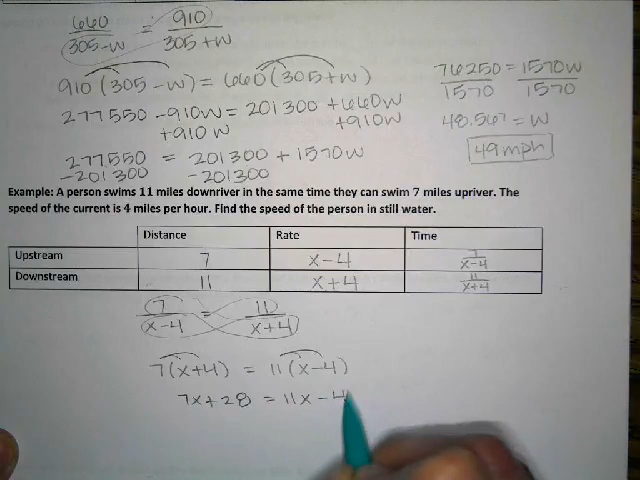 660/305-W = 910/305+W
910(305-W) = 660(305+W)
277550 -910W = 201300 +660W
+910W +910W
277550 = 201300 + 1570W
-201300 -201300
76250 = 1570W
1570 1570
48.567 = W
49mph
Example: A person swims 11 miles downriver in the same time they can swim 7 miles upriver. The
speed of the current is 4 miles per hour. Find the speed of the person in still water.
Distance Rate Time
Upstream 7 X-4 7/X-4
Downstream 11 X+4 11/X+4
7/X-4 = 11/X+4
7(X+4) = 11(X-4)
7X+28 = 11X-4